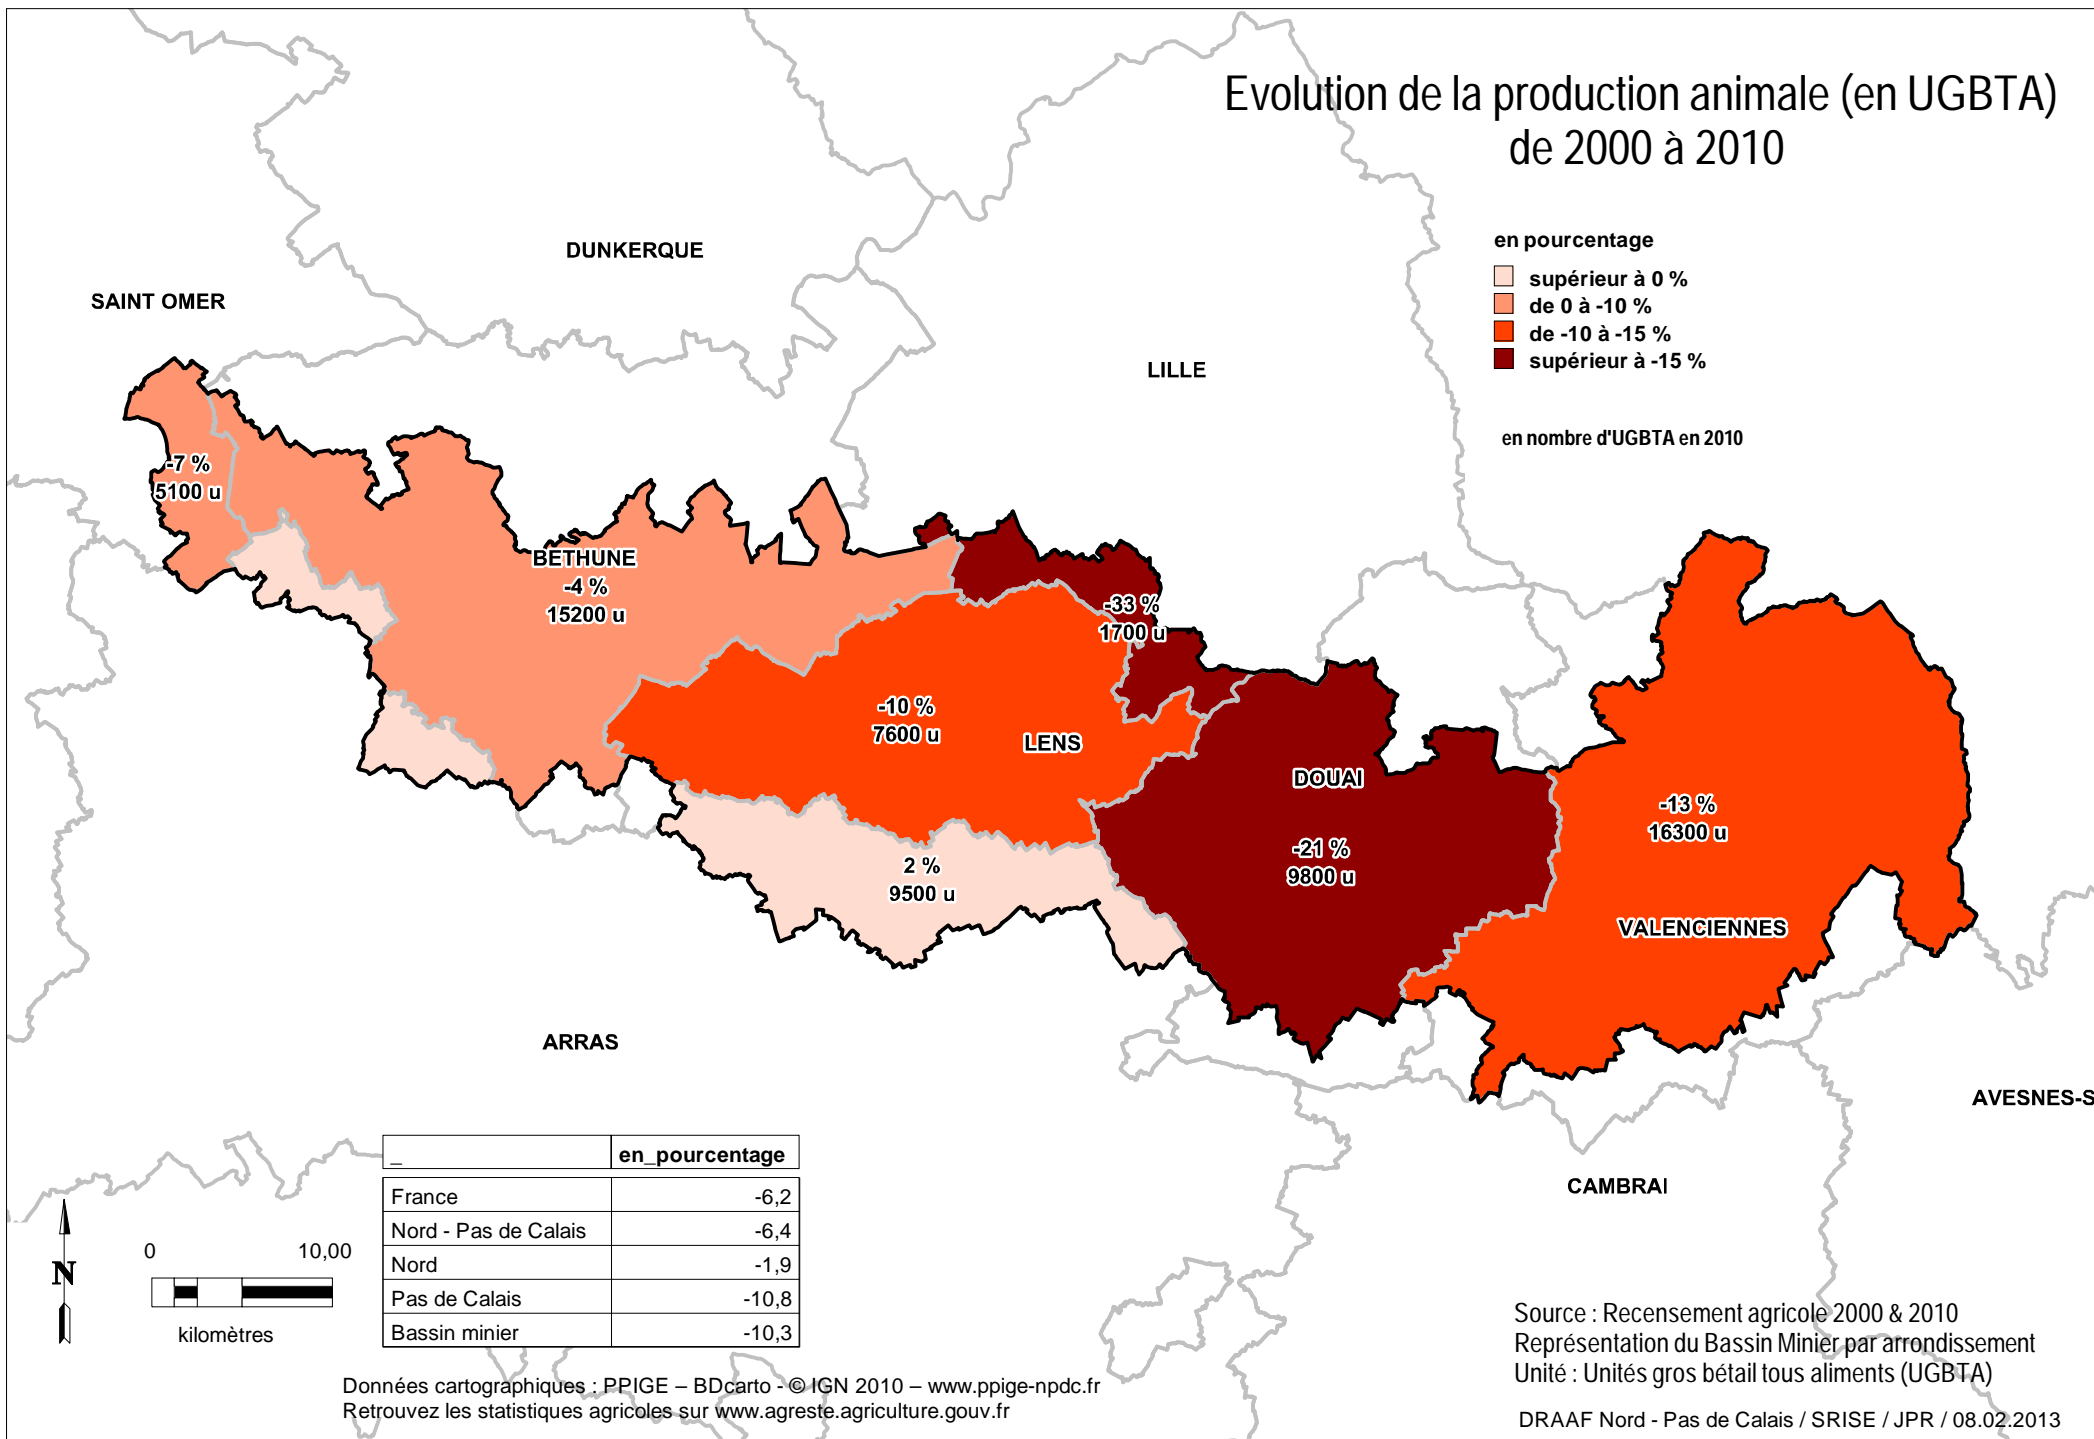 Evolution de la production animale (en UGBTA)
de 2000 à 2010
en pourcentage
supérieur à 0 %
de 0 à -10 %
de -10 à -15 %
supérieur à -15 %
en nombre d'UGBTA en 2010
DUNKERQUE
SAINT OMER
LILLE
-7 %
5100 u
BETHUNE
-4 %
15200 u
-33 %
1700 u
-10 %
7600 u
LENS
DOUAI
-21 %
9800 u
-13 %
16300 u
VALENCIENNES
2 %
9500 u
ARRAS
AVESNES-S
CAMBRAI
_ en_pourcentage
France -6,2
Nord - Pas de Calais -6,4
Nord -1,9
Pas de Calais -10,8
Bassin minier -10,3
N
0 10,00
kilomètres
Données cartographiques : PPIGE – BDcarto - © IGN 2010 – www.ppige-npdc.fr
Retrouvez les statistiques agricoles sur www.agreste.agriculture.gouv.fr
Source : Recensement agricole 2000 & 2010
Représentation du Bassin Minier par arrondissement
Unité : Unités gros bétail tous aliments (UGBTA)
DRAAF Nord - Pas de Calais / SRISE / JPR / 08.02.2013